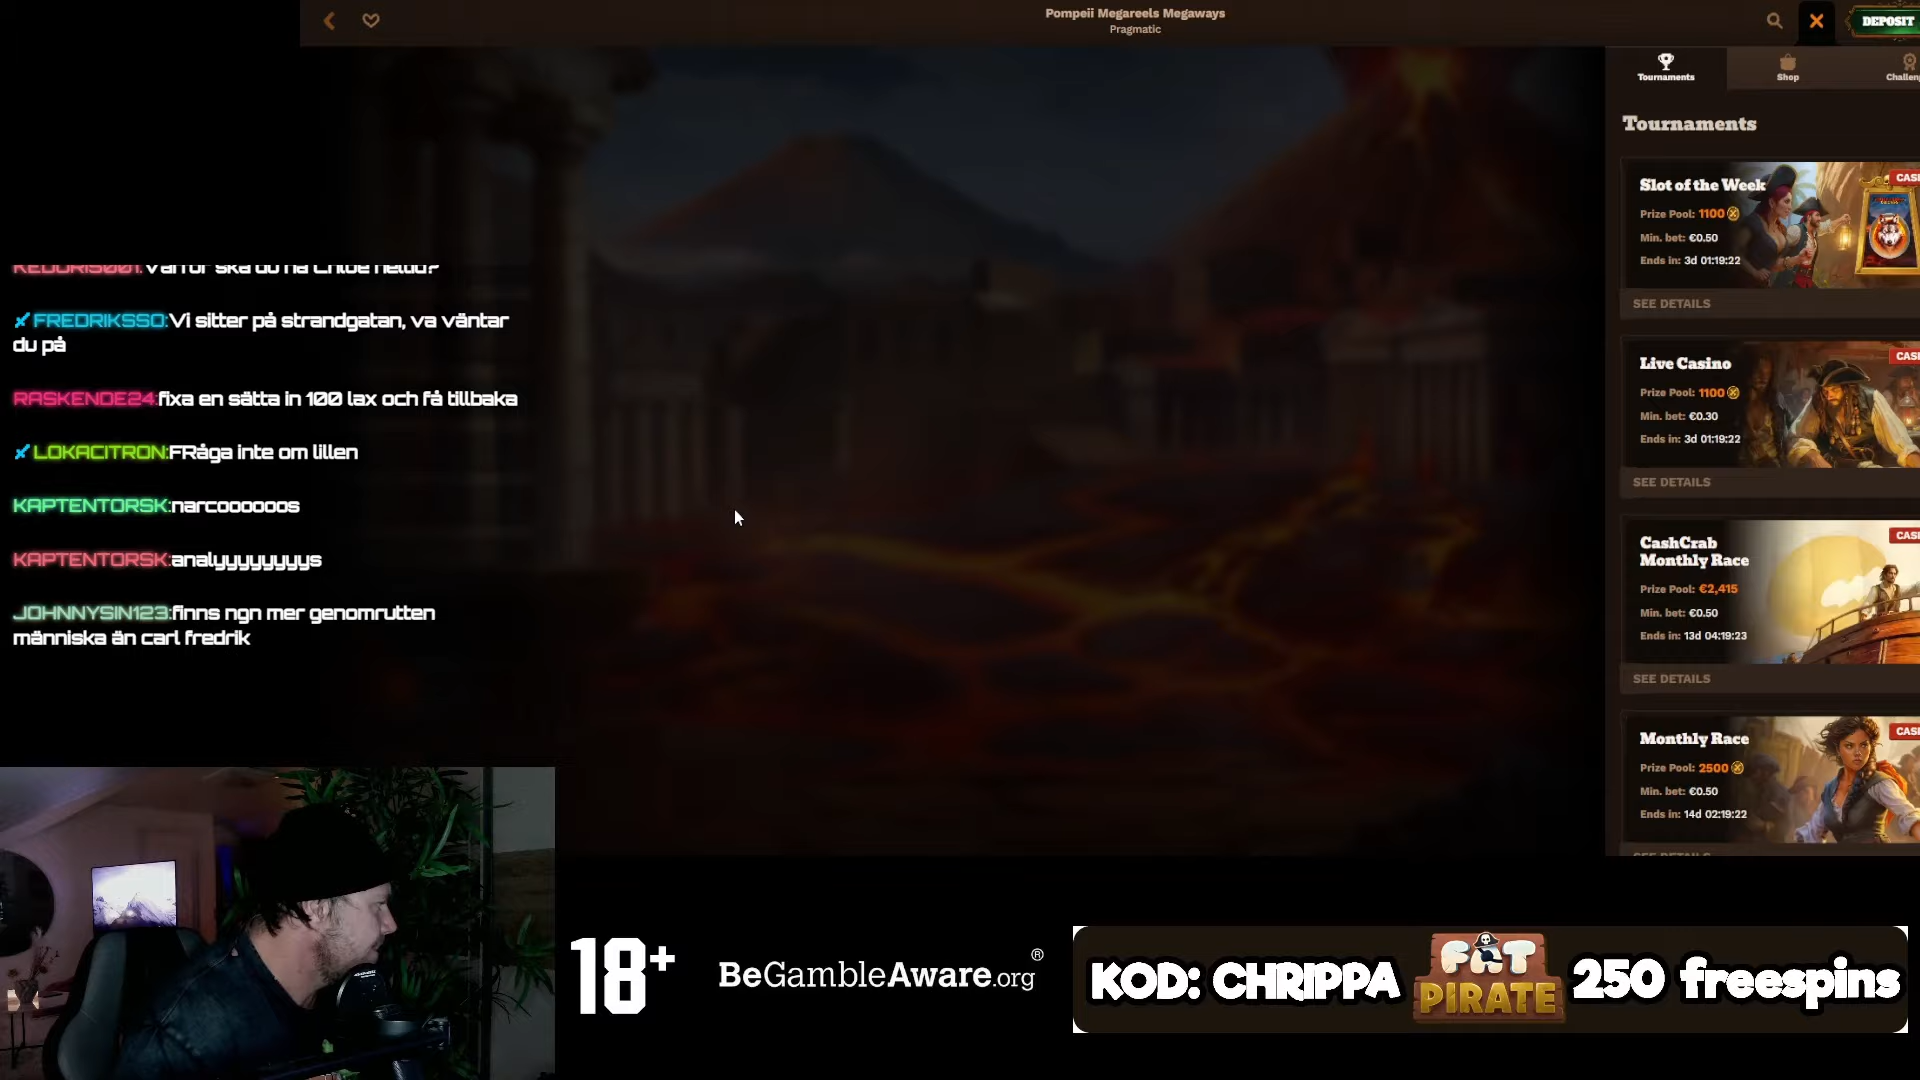 Pompeii Megareels Megaways
Pragmatic
DEPOSIT
Tournaments
Shop
Tournaments
Slot of the Week
Prize Pool: 1100
Min. bet: €0.50
Ends in: 3d 01:19:22
SEE DETAILS
Live Casino
Prize Pool: 1100
Min. bet: €0.30
Ends in: 3d 01:19:22
SEE DETAILS
CashCrab
Monthly Race
Prize Pool: €2,415
Min. bet: €0.50
Ends in: 13d 04:19:23
SEE DETAILS
Monthly Race
Prize Pool: 2500
Min. bet: €0.50
Ends in: 14d 02:19:22
FREDRIKSSO:Vi sitter på strandgatan, va väntar
du på
RASKENDE24:fixa en sätta in 100 lax och få tillbaka
LOKACITRON:FRåga inte om lillen
KAPTENTORSK:narcoooooos
KAPTENTORSK:analyyyyyyyys
JOHNNYSIN123:finns ngn mer genomrutten
människa än carl fredrik
18+
BeGambleAware.org®
KOD: CHRIPPA
FAT
PIRATE
250 freespins